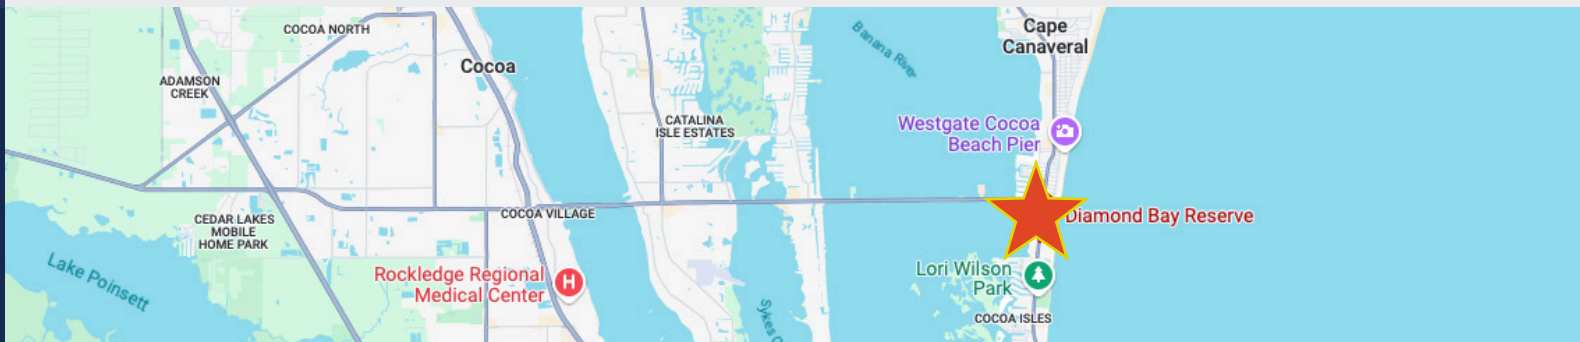 COCOA NORTH
Cocoa
ADAMSON
CREEK
CATALINA
ISLE ESTATES
Banana River
Cape
Canaveral
Westgate Cocoa
Beach Pier
COCOA VILLAGE
CEDAR LAKES
MOBILE
HOME PARK
Diamond Bay Reserve
Lake Poinsett
Rockledge Regional
Medical Center
H
Lori Wilson
Park
Sykes
COCOA ISLES